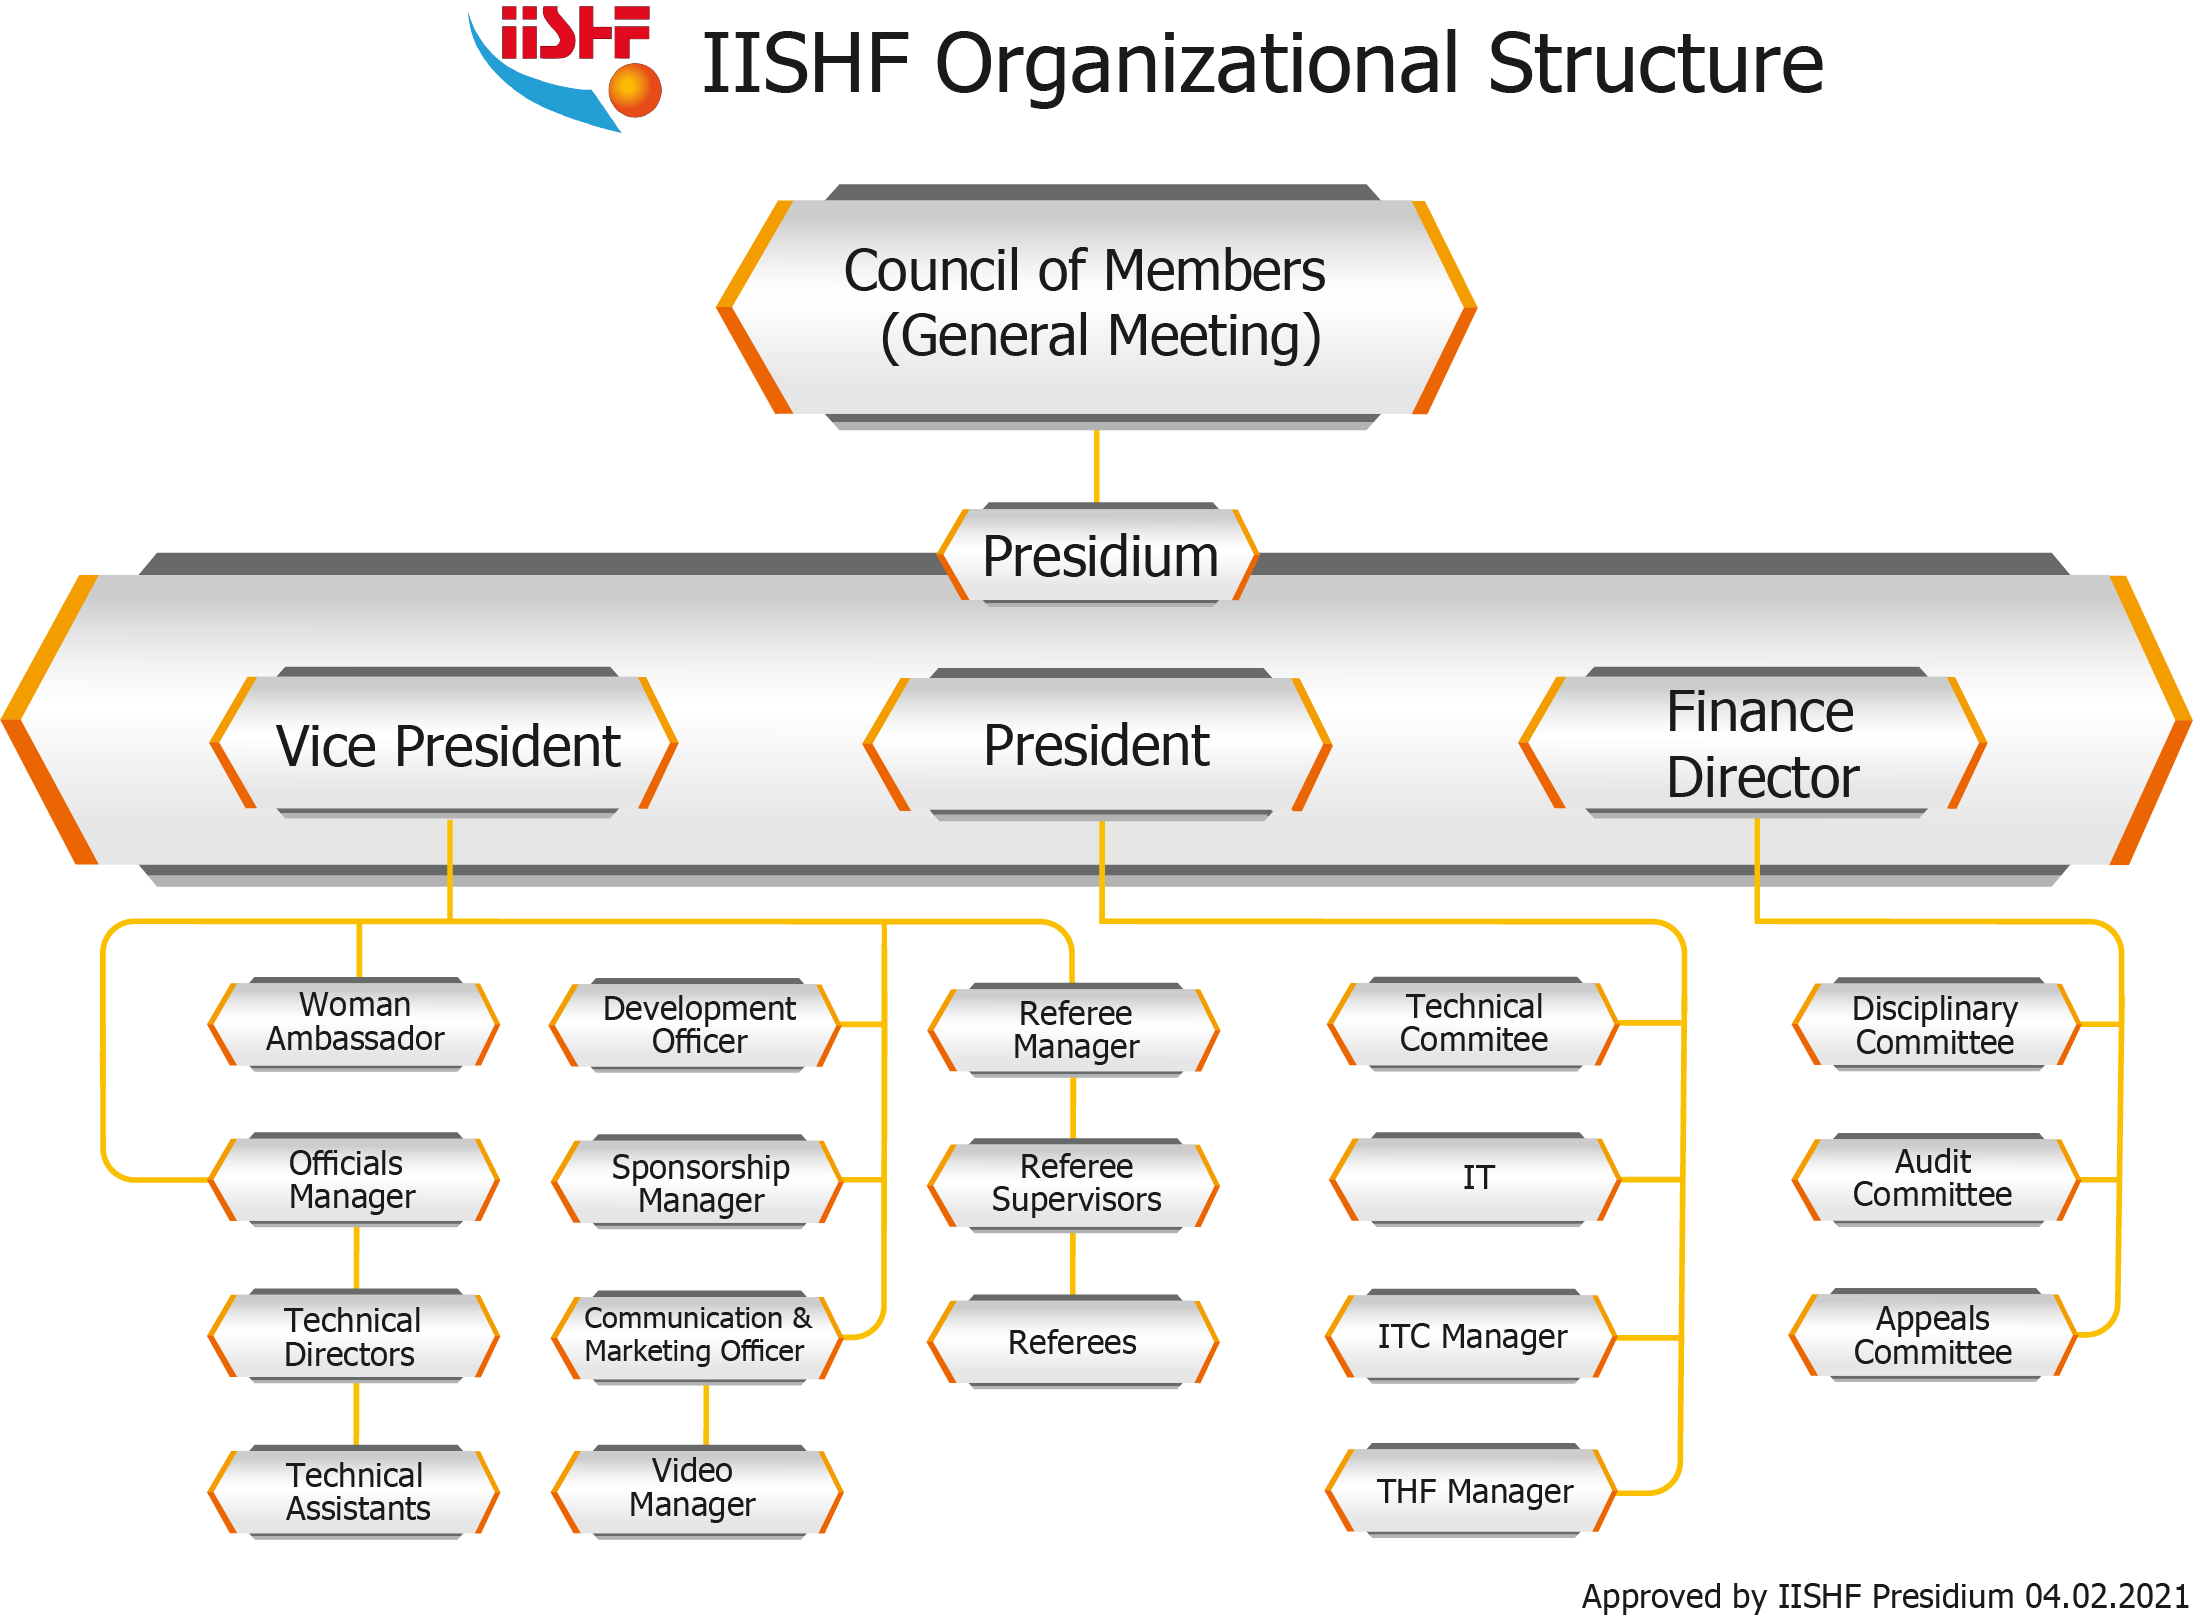 iiSHF
IISHF Organizational Structure
Council of Members
(General Meeting)
Presidium
Vice President
President
Finance
Director
Woman
Ambassador
Development
Officer
Referee
Manager
Technical
Commitee
Disciplinary
Committee
Officials
Manager
Sponsorship
Manager
Referee
Supervisors
IT
Audit
Committee
Technical
Directors
Communication &
Marketing Officer
Referees
ITC Manager
Appeals
Committee
Technical
Assistants
Video
Manager
THF Manager
Approved by IISHF Presidium 04.02.2021